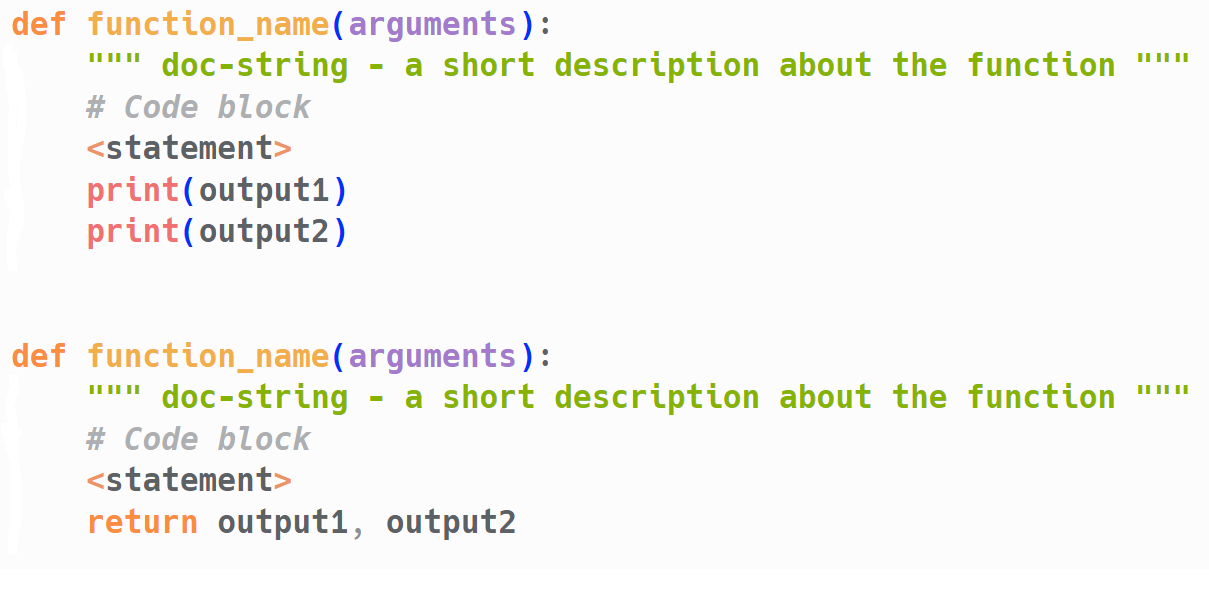 def function_name(arguments):
    """ doc-string - a short description about the function """
    # Code block
    <statement>
    print(output1)
    print(output2)
def function_name(arguments):
    """ doc-string - a short description about the function """
    # Code block
    <statement>
    return output1, output2